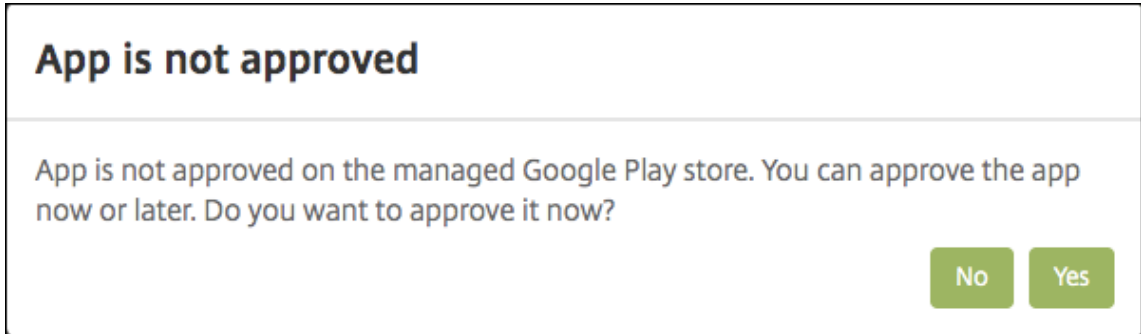 App is not approved
App is not approved on the managed Google Play store. You can approve the app
now or later. Do you want to approve it now?
No Yes